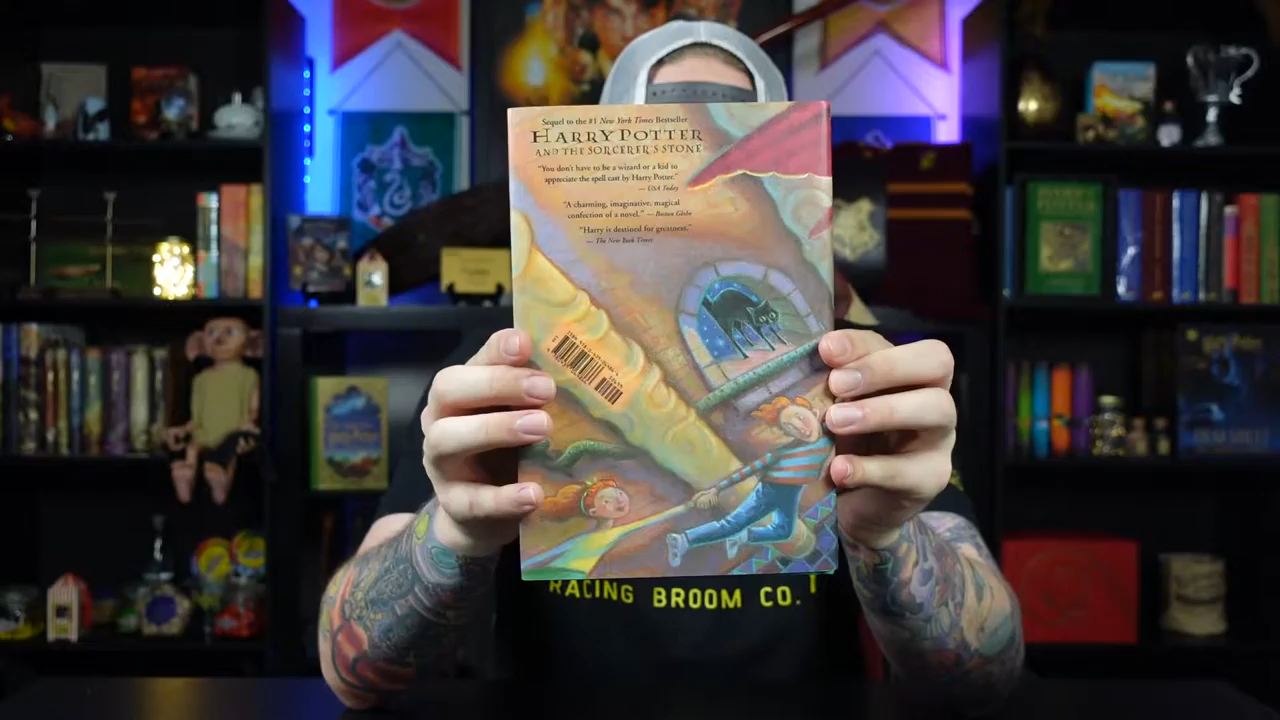 Sequel to the #1 New York Times Bestseller
HARRY POTTER
AND THE SORCERER'S STONE
"You don't have to be a wizard or a kid to
appreciate the spell cast by Harry Potter."
— USA Today
"A charming, imaginative, magical
confection of a novel." — Boston Globe
"Harry is destined for greatness."
— The New York Times
RACING BROOM CO.